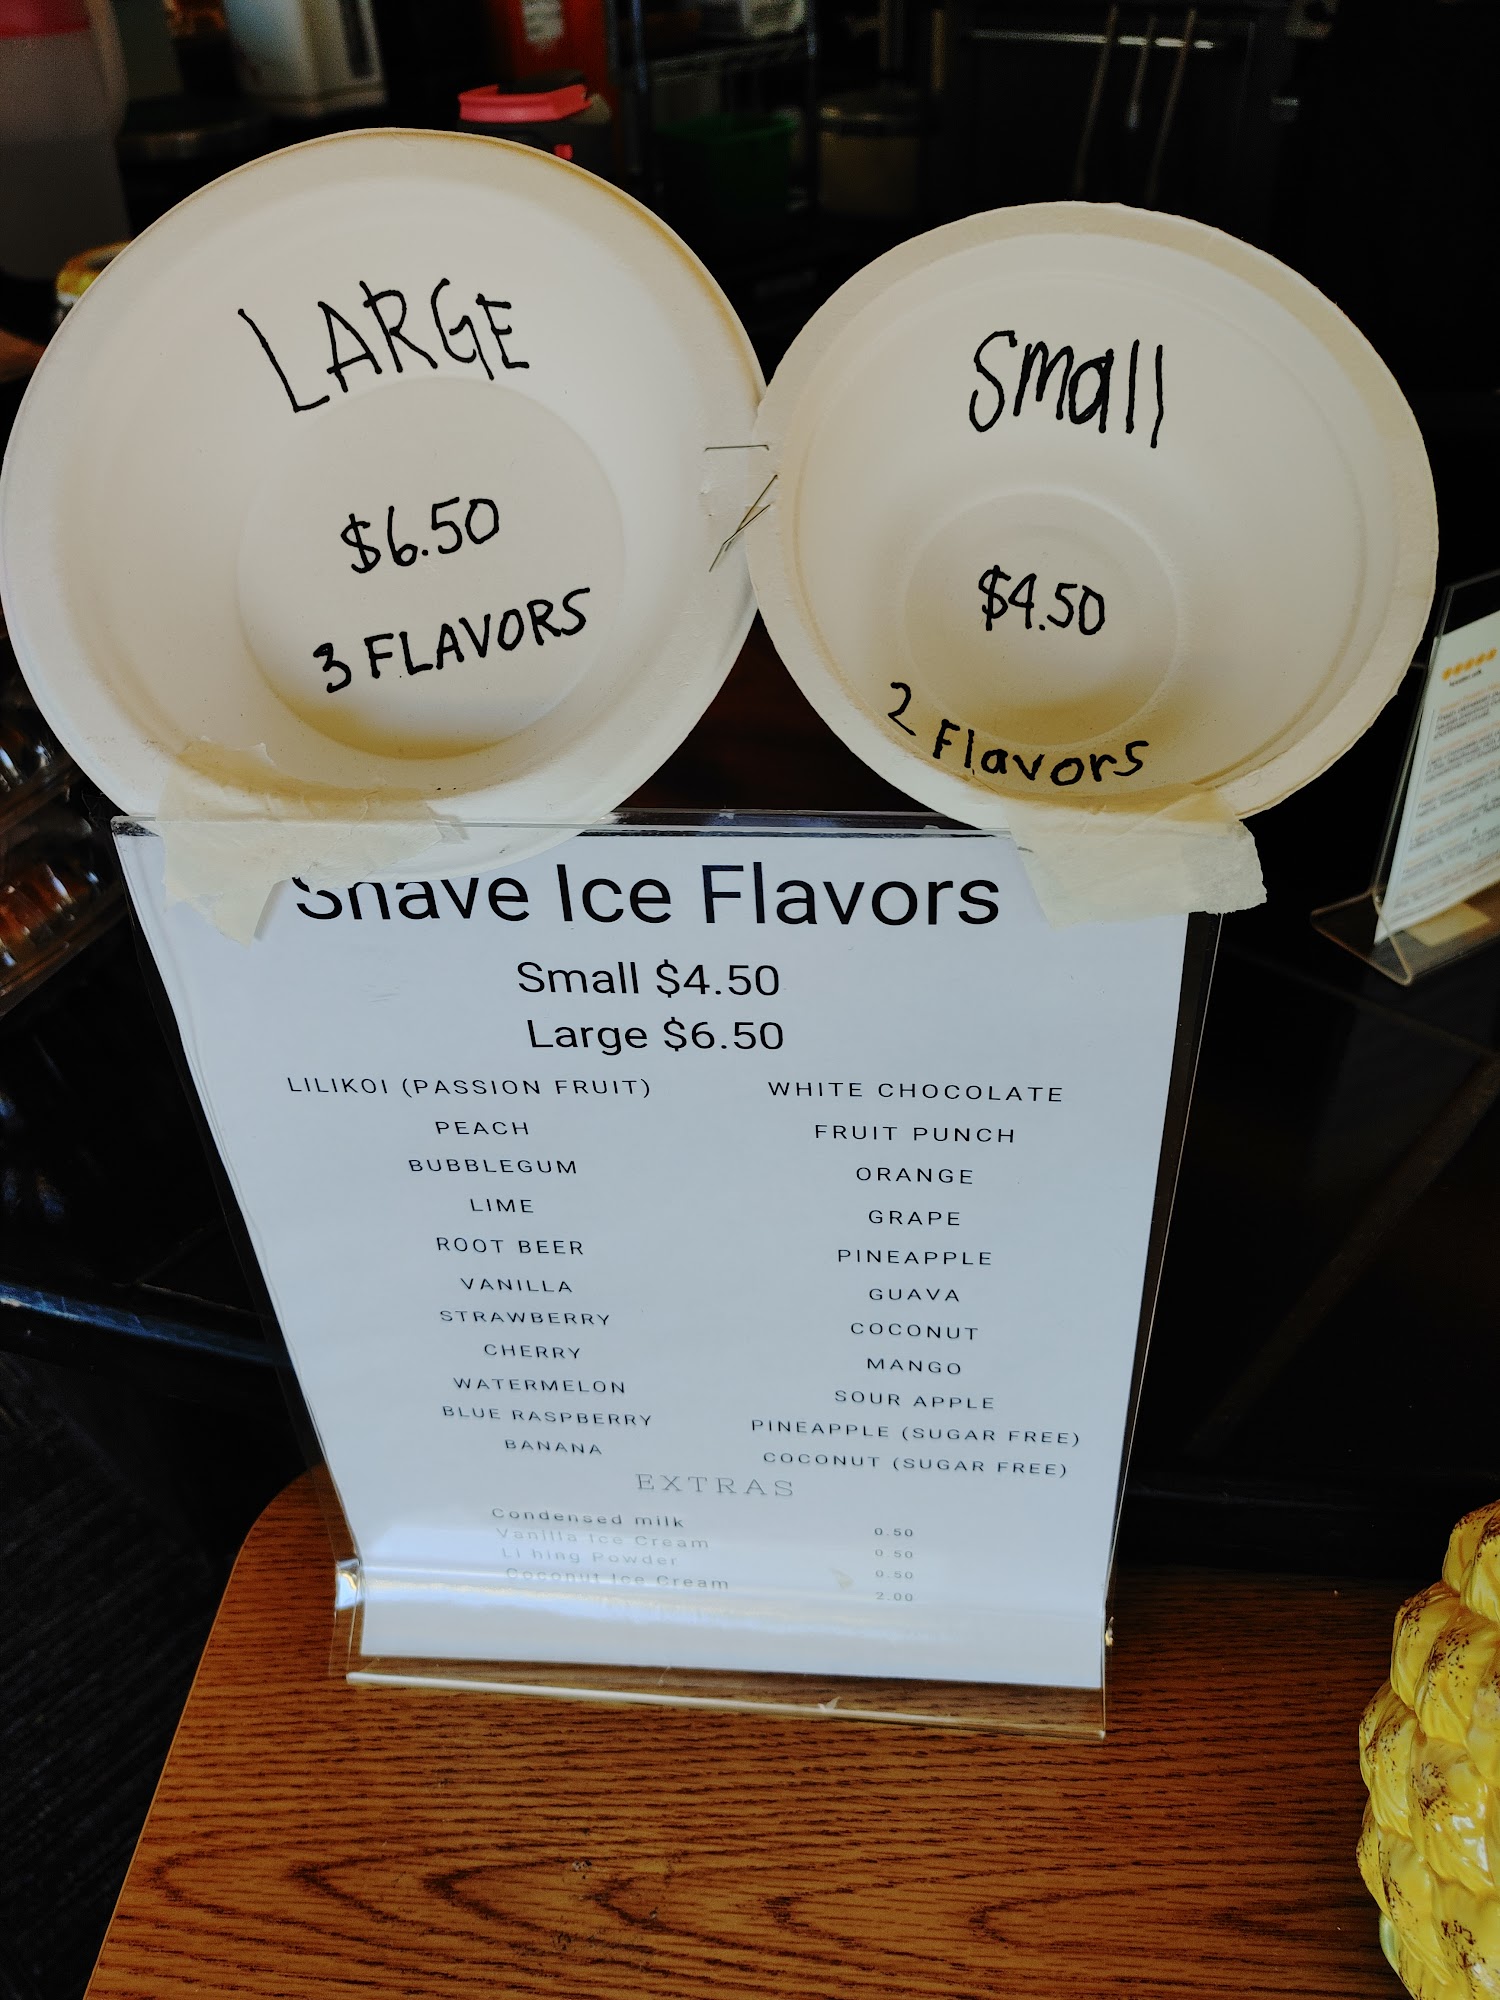 LARGE
$6.50
3 FLAVORS
Small
$4.50
2 Flavors
Shave Ice Flavors
Small $4.50
Large $6.50
LILIKOI (PASSION FRUIT)
PEACH
BUBBLEGUM
LIME
ROOT BEER
VANILLA
STRAWBERRY
CHERRY
WATERMELON
BLUE RASPBERRY
BANANA
WHITE CHOCOLATE
FRUIT PUNCH
ORANGE
GRAPE
PINEAPPLE
GUAVA
COCONUT
MANGO
SOUR APPLE
PINEAPPLE (SUGAR FREE)
COCONUT (SUGAR FREE)
EXTRAS
Condensed milk 0.50
Vanilla Ice Cream 0.50
Li hing Powder 0.50
Coconut Ice Cream 2.00